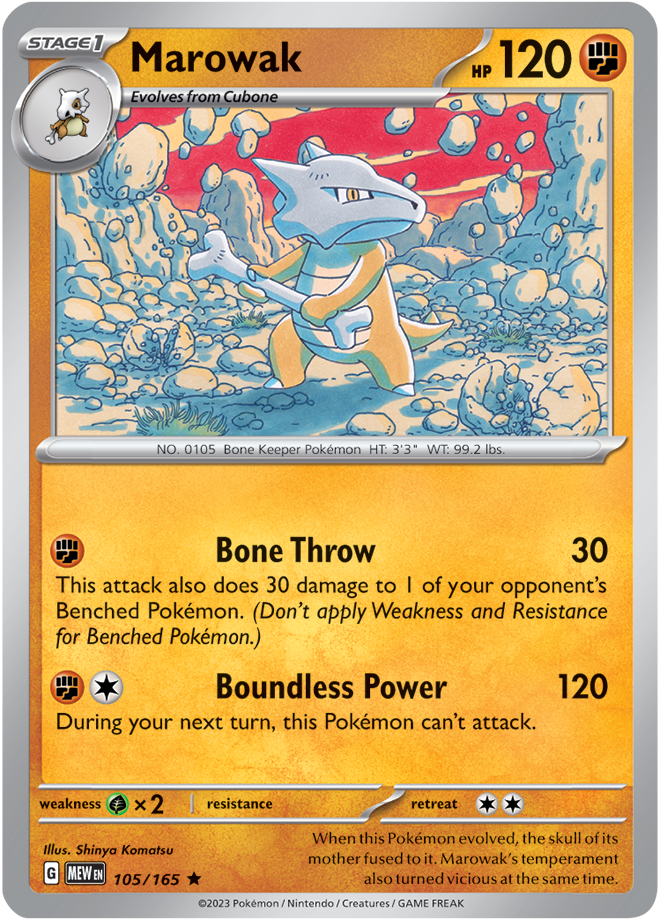 STAGE 1
Marowak
HP 120
Evolves from Cubone
NO. 0105 Bone Keeper Pokémon HT: 3'3" WT: 99.2 lbs.
Bone Throw 30
This attack also does 30 damage to 1 of your opponent's
Benched Pokémon. (Don't apply Weakness and Resistance
for Benched Pokémon.)
Boundless Power 120
During your next turn, this Pokémon can't attack.
weakness ×2 resistance retreat
Illus. Shinya Komatsu
G MEW EN 105/165 ★
When this Pokémon evolved, the skull of its
mother fused to it. Marowak's temperament
also turned vicious at the same time.
©2023 Pokémon / Nintendo / Creatures / GAME FREAK